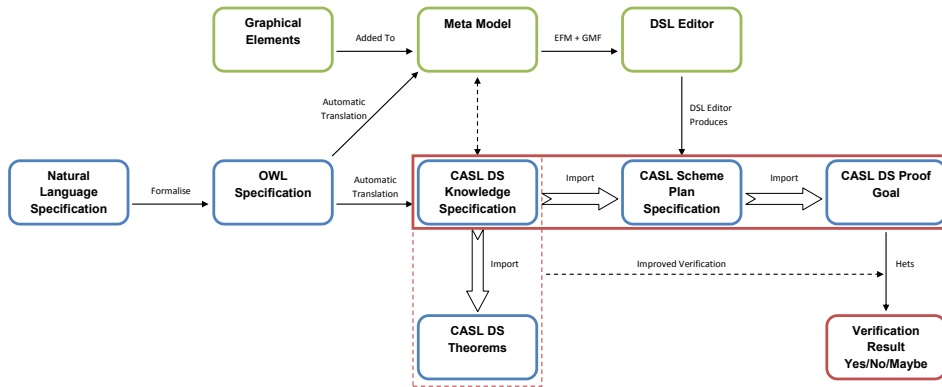 Graphical
Elements
Added To
Meta Model
EFM + GMF
DSL Editor
Automatic
Translation
DSL Editor
Produces
Natural
Language
Specification
Formalise
OWL
Specification
Automatic
Translation
CASL DS
Knowledge
Specification
Import
CASL Scheme
Plan
Specification
Import
CASL DS Proof
Goal
Import
Improved Verification
Hets
CASL DS
Theorems
Verification
Result
Yes/No/Maybe